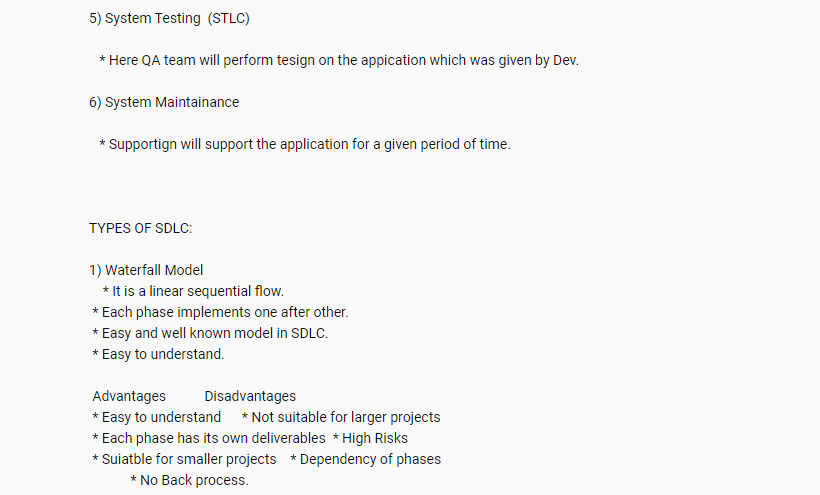 5) System Testing (STLC)
* Here QA team will perform tesign on the appication which was given by Dev.
6) System Maintainance
* Supportign will support the application for a given period of time.
TYPES OF SDLC:
1) Waterfall Model
* It is a linear sequential flow.
* Each phase implements one after other.
* Easy and well known model in SDLC.
* Easy to understand.
Advantages Disadvantages
* Easy to understand * Not suitable for larger projects
* Each phase has its own deliverables * High Risks
* Suiatble for smaller projects * Dependency of phases
* No Back process.